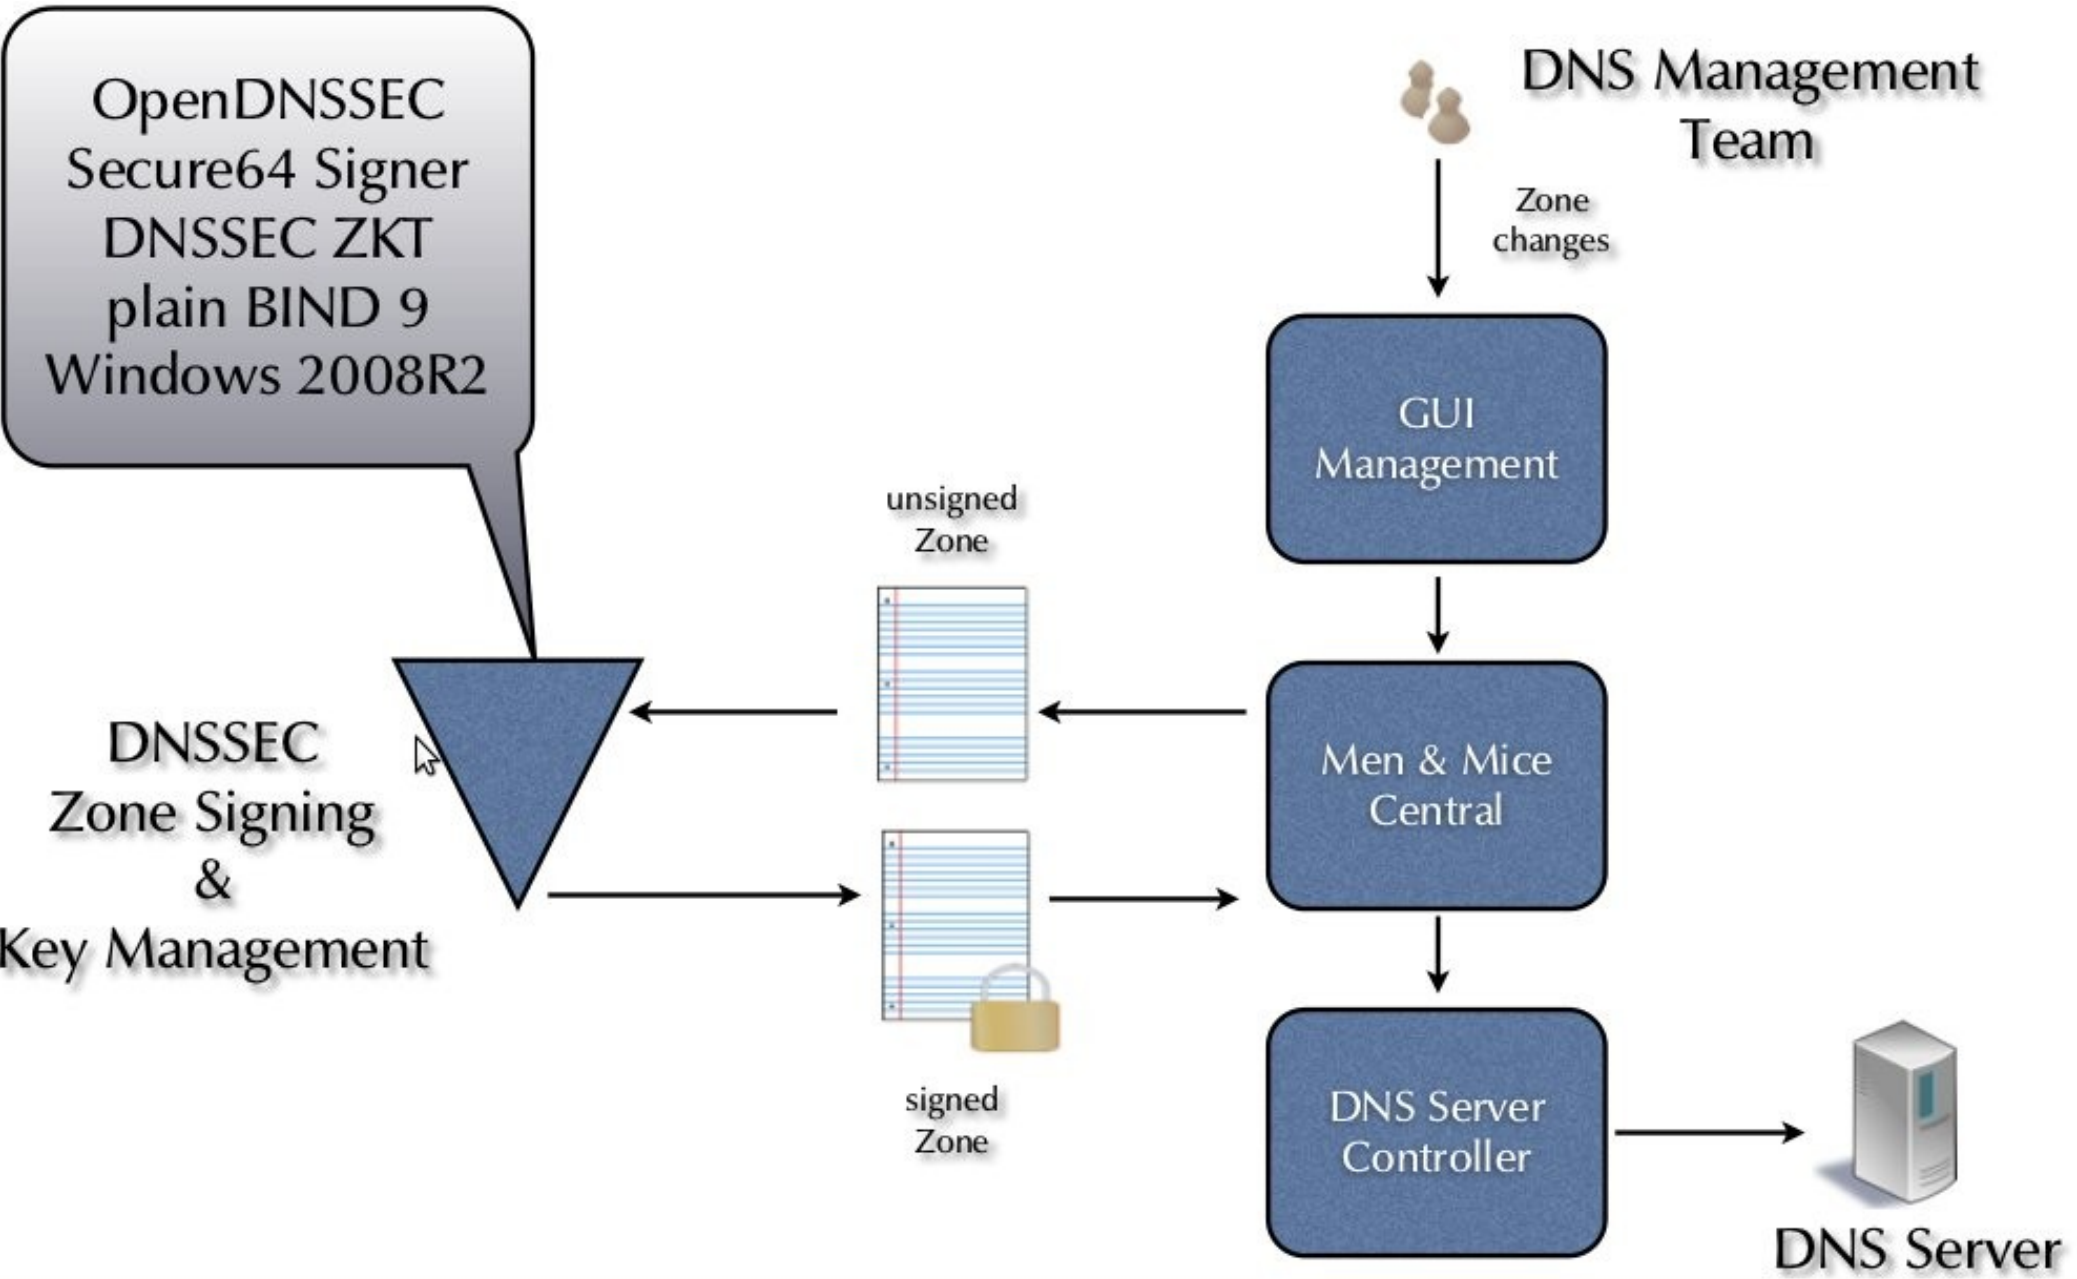 OpenDNSSEC
Secure64 Signer
DNSSEC ZKT
plain BIND 9
Windows 2008R2
DNS Management
Team
Zone
changes
GUI
Management
unsigned
Zone
Men & Mice
Central
DNSSEC
Zone Signing
&
Key Management
signed
Zone
DNS Server
Controller
DNS Server